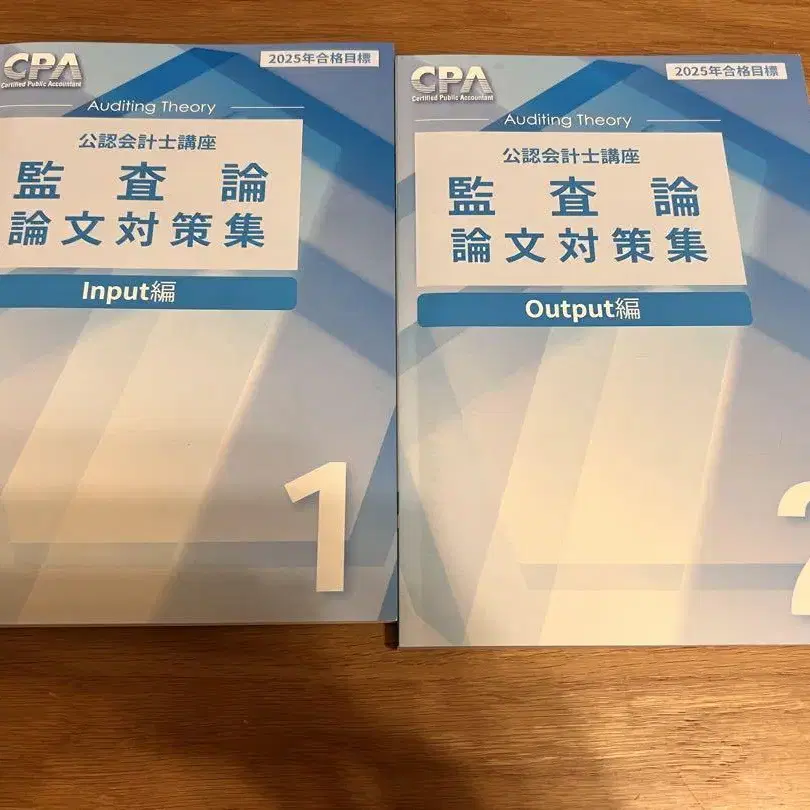 CPA
Certified Public Accountant
2025年合格目標
Auditing Theory
公認会計士講座
監査論
論文対策集
Input編
1
CPA
Certified Public Accountant
2025年合格目標
Auditing Theory
公認会計士講座
監査論
論文対策集
Output編
2